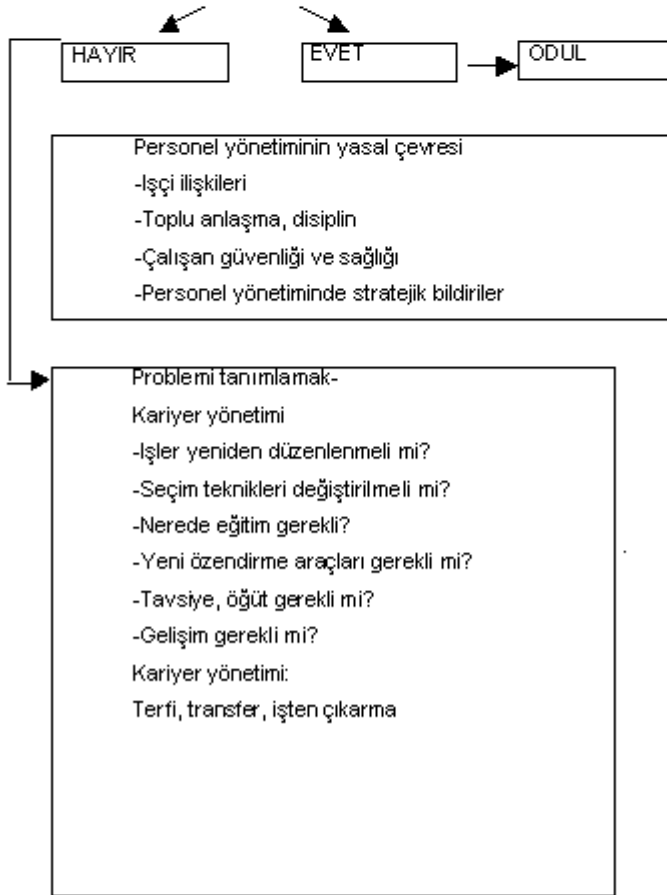 HAYIR
EVET
ODUL
Personel yönetiminin yasal çevresi
-Işçi ilişkileri
-Toplu anlaşma, disiplin
-Çalışan güvenliği ve sağlığı
-Personel yönetiminde stratejik bildiriler
Problemi tanımlamak-
Kariyer yönetimi
-Işler yeniden düzenlenmeli mi?
-Seçim teknikleri değiştirilmeli mi?
-Nerede eğitim gerekli?
-Yeni özendirme araçları gerekli mi?
-Tavsiye, öğüt gerekli mi?
-Gelişim gerekli mi?
Kariyer yönetimi:
Terfi, transfer, işten çıkarma